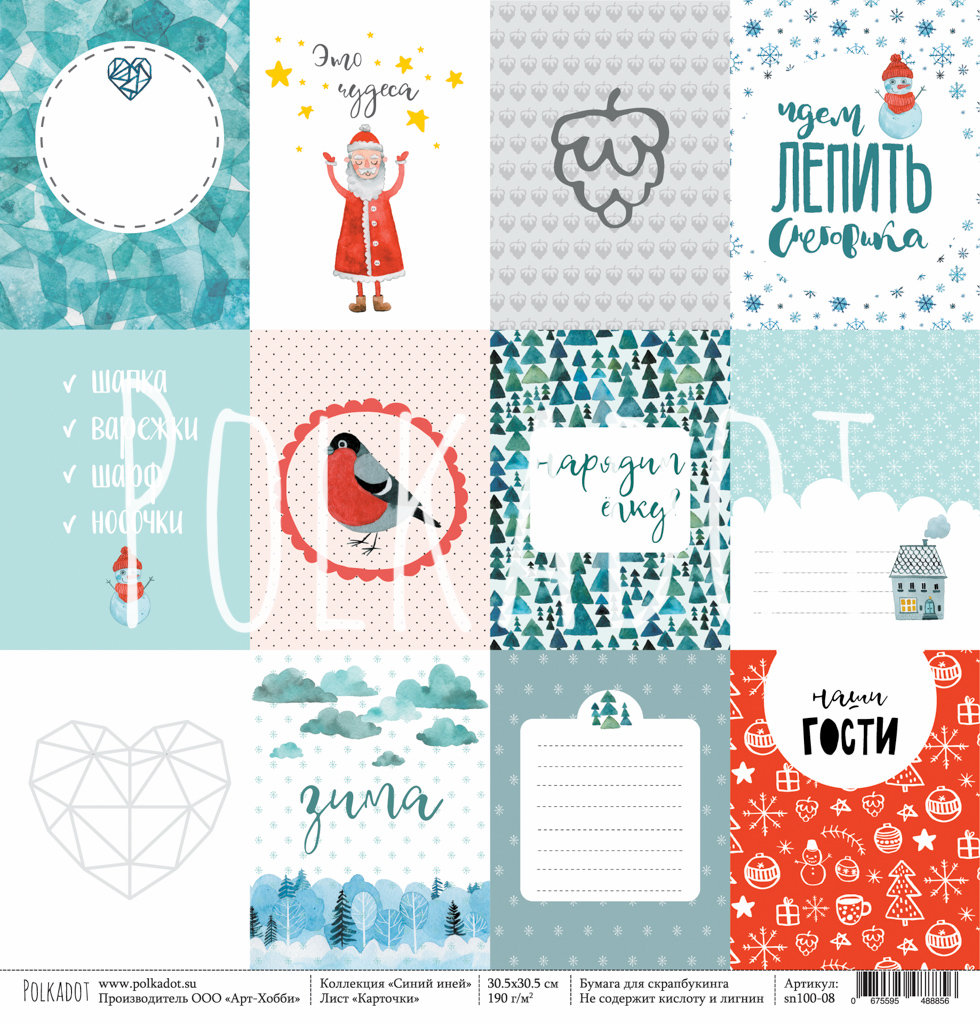 Это
чудеса
идем
ЛЕПИТЬ
Снеговика
✓ шапка
✓ варежки
✓ шарф
✓ носочки
нарядим
ёлку?
зима
наши
ГОСТИ
POLKADOT
POLKADOT
www.polkadot.su
Производитель ООО «Арт-Хобби»
Коллекция «Синий иней»
Лист «Карточки»
30.5х30.5 см
190 г/м²
Бумага для скрапбукинга
Не содержит кислоту и лигнин
Артикул:
sn100-08
0 675595 488856